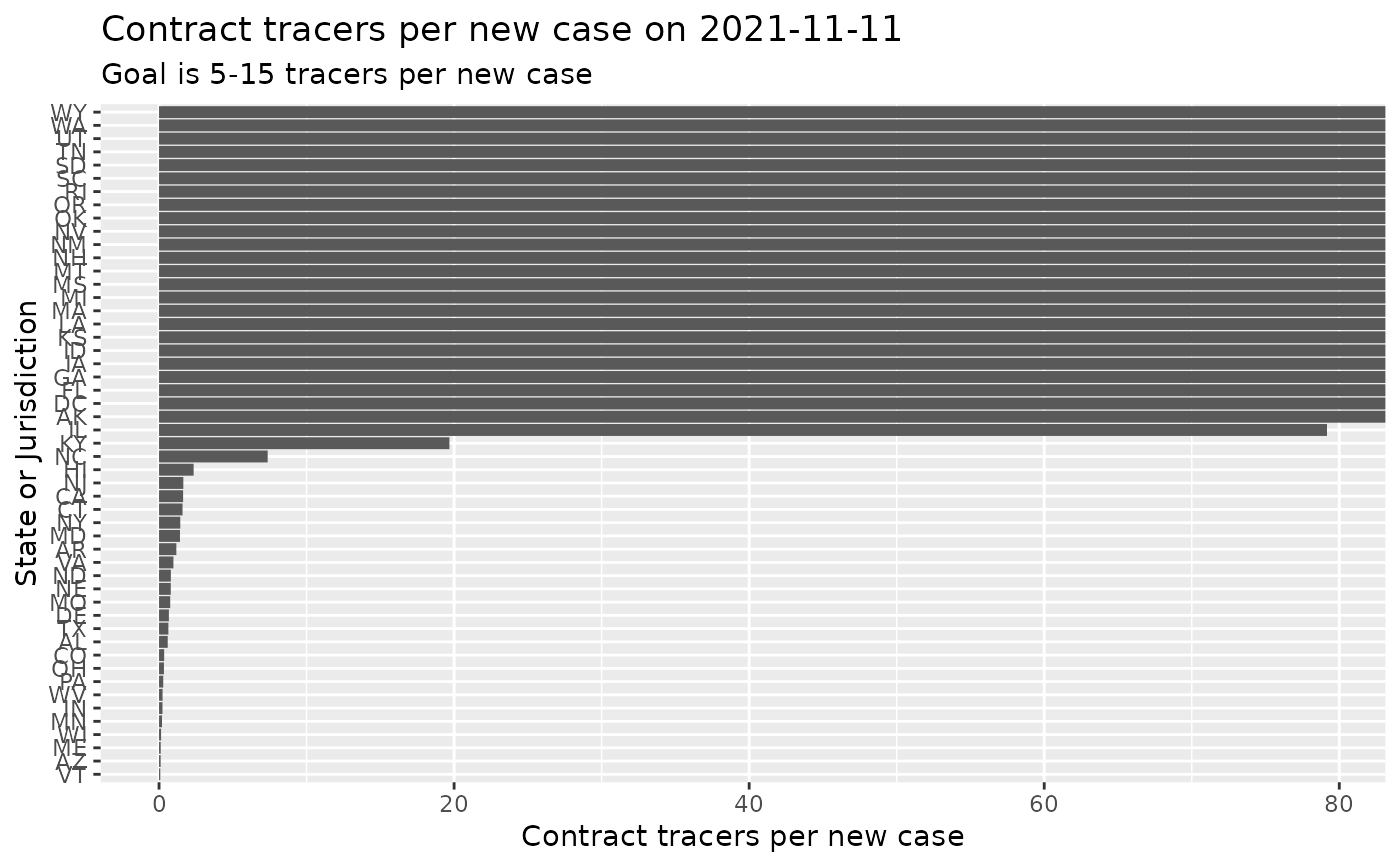 Contract tracers per new case on 2021-11-11
Goal is 5-15 tracers per new case
State or Jurisdiction
WY
WA
UT
TN
SD
SC
RI
OR
OK
NV
NM
NH
MT
MS
MI
MA
LA
KS
ID
IA
GA
FL
DC
AK
IL
KY
NC
HI
NJ
CA
CT
NY
MD
AR
VA
ND
NE
MO
DE
TX
AL
CO
OH
PA
WV
IN
MN
WI
ME
AZ
VT
0 20 40 60 80
Contract tracers per new case